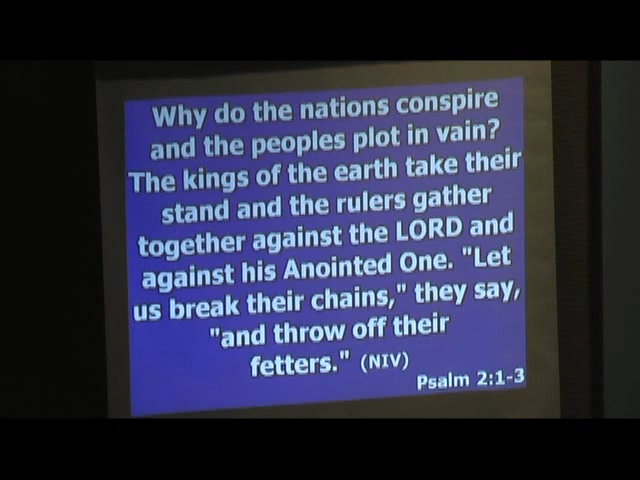 Why do the nations conspire
and the peoples plot in vain?
The kings of the earth take their
stand and the rulers gather
together against the LORD and
against his Anointed One. "Let
us break their chains," they say,
"and throw off their
fetters." (NIV)
Psalm 2:1-3